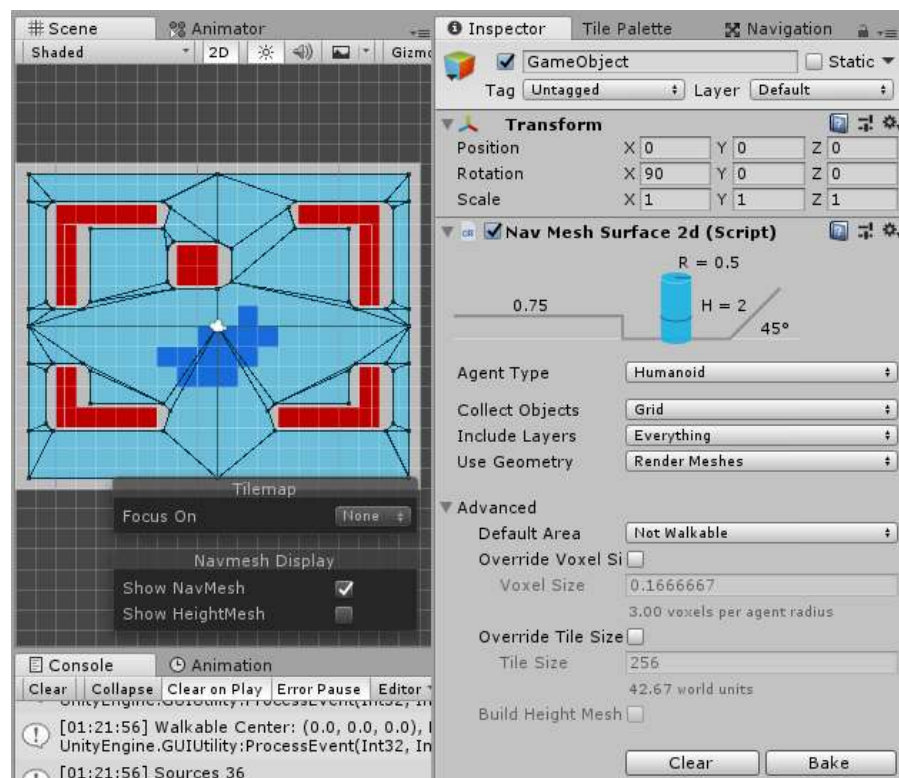 Scene
Animator
Shaded
2D
Gizmo
Tilemap
Focus On
None
Navmesh Display
Show NavMesh
Show HeightMesh
Console
Animation
Clear
Collapse
Clear on Play
Error Pause
Editor
UnityEngine.GUIUtility:ProcessEvent(Int32, In
[01:21:56] Walkable Center: (0.0, 0.0, 0.0),
UnityEngine.GUIUtility:ProcessEvent(Int32, In
[01:21:56] Sources 36
Inspector
Tile Palette
Navigation
GameObject
Static
Tag Untagged
Layer Default
Transform
Position X 0 Y 0 Z 0
Rotation X 90 Y 0 Z 0
Scale X 1 Y 1 Z 1
Nav Mesh Surface 2d (Script)
R = 0.5
0.75
H = 2
45°
Agent Type Humanoid
Collect Objects Grid
Include Layers Everything
Use Geometry Render Meshes
Advanced
Default Area Not Walkable
Override Voxel Si
Voxel Size 0.1666667
3.00 voxels per agent radius
Override Tile Size
Tile Size 256
42.67 world units
Build Height Mesh
Clear
Bake